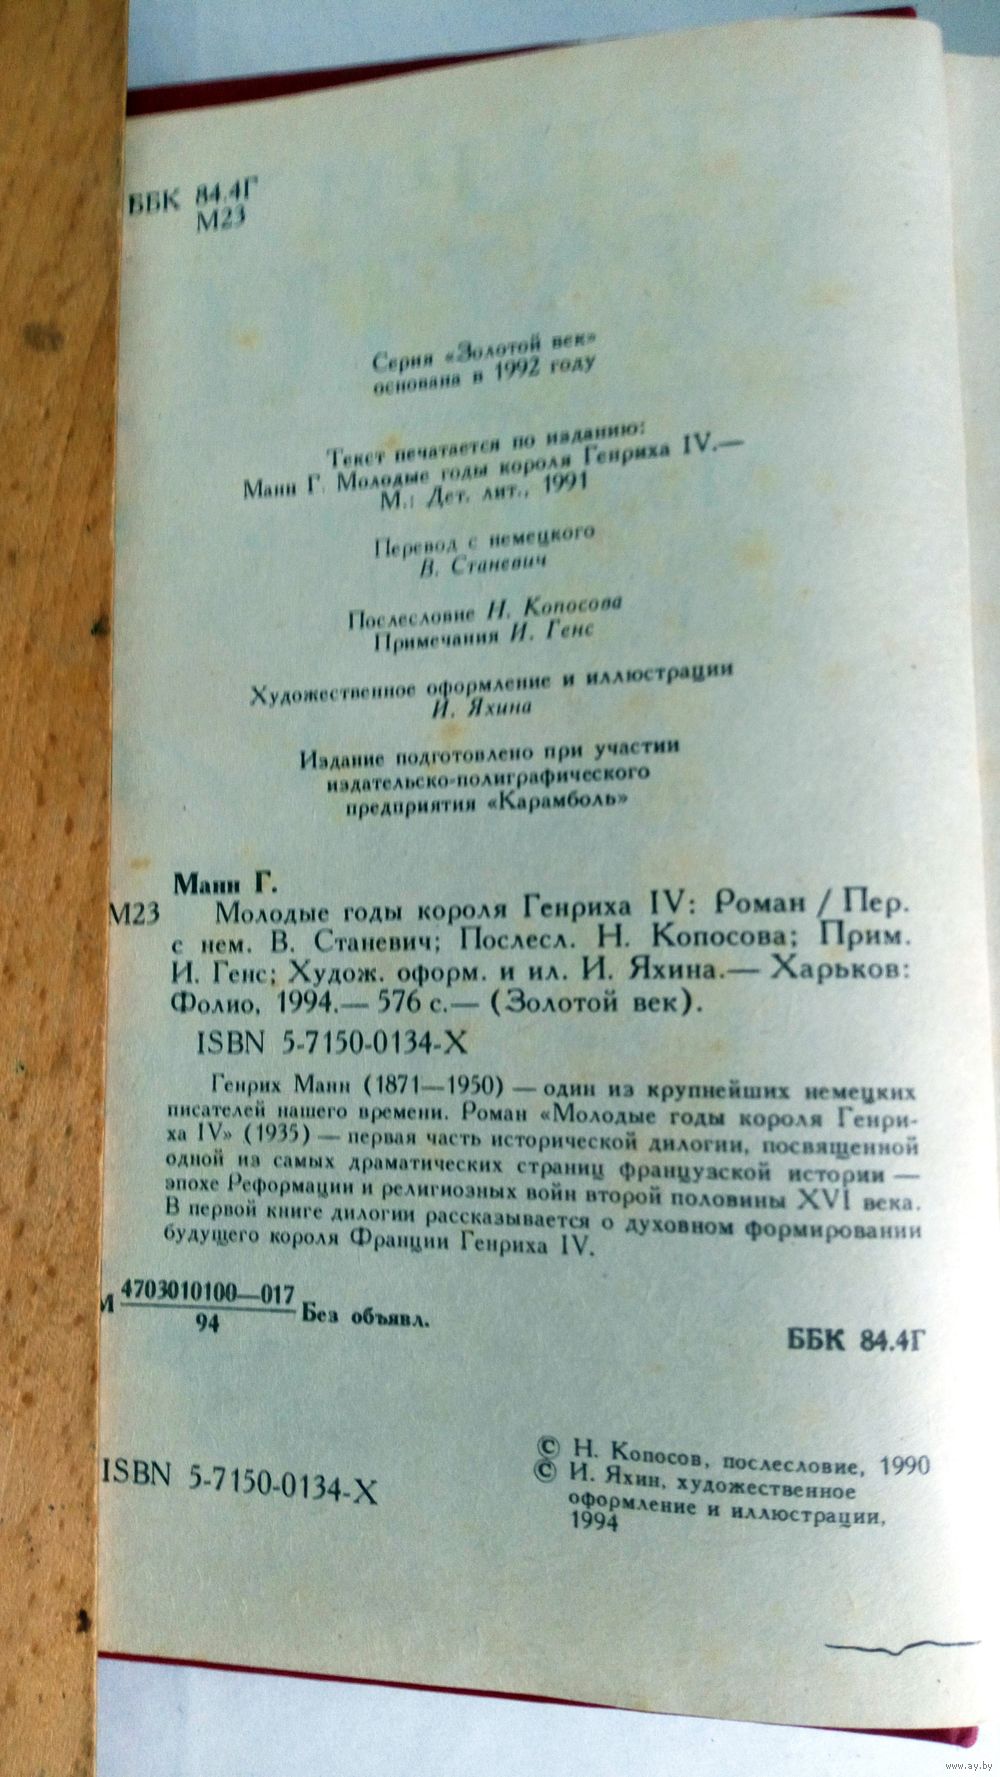 ББК 84.4Г
М23
Серия «Золотой век»
основана в 1992 году
Текст печатается по изданию:
Манн Г. Молодые годы короля Генриха IV.—
М.: Дет. лит., 1991
Перевод с немецкого
В. Станевич
Послесловие Н. Копосова
Примечания И. Генс
Художественное оформление и иллюстрации
И. Яхина
Издание подготовлено при участии
издательско-полиграфического
предприятия «Карамболь»
Манн Г.
М23 Молодые годы короля Генриха IV: Роман / Пер.
с нем. В. Станевич; Послесл. Н. Копосова; Прим.
И. Генс; Худож. оформ. и ил. И. Яхина.— Харьков:
Фолио, 1994.— 576 с.— (Золотой век).
ISBN 5-7150-0134-X
Генрих Манн (1871—1950) — один из крупнейших немецких
писателей нашего времени. Роман «Молодые годы короля Генри-
ха IV» (1935) — первая часть исторической дилогии, посвященной
одной из самых драматических страниц французской истории —
эпохе Реформации и религиозных войн второй половины XVI века.
В первой книге дилогии рассказывается о духовном формировании
будущего короля Франции Генриха IV.
М 4703010100—017
94 Без объявл.
ББК 84.4Г
ISBN 5-7150-0134-X
© Н. Копосов, послесловие, 1990
© И. Яхин, художественное
оформление и иллюстрации,
1994
www.ay.by